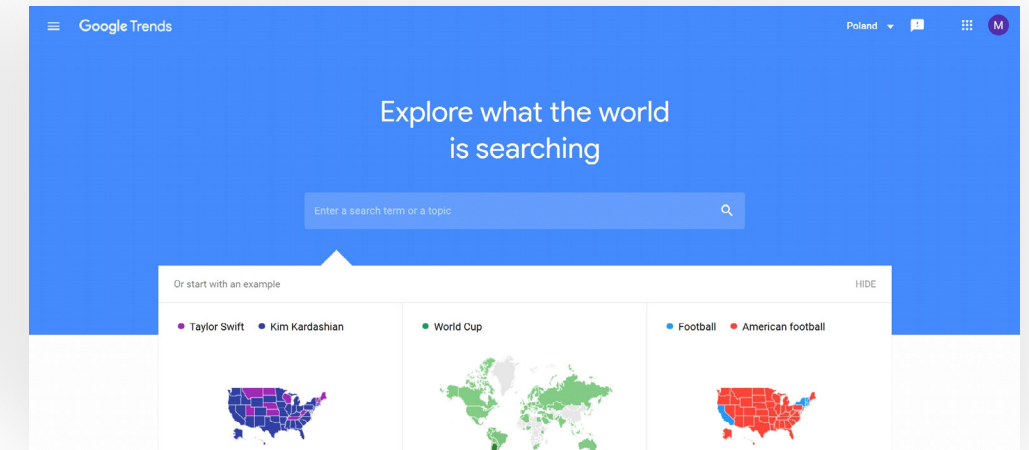 Google Trends
Poland
M
Explore what the world
is searching
Enter a search term or a topic
Or start with an example
HIDE
Taylor Swift Kim Kardashian
World Cup
Football American football